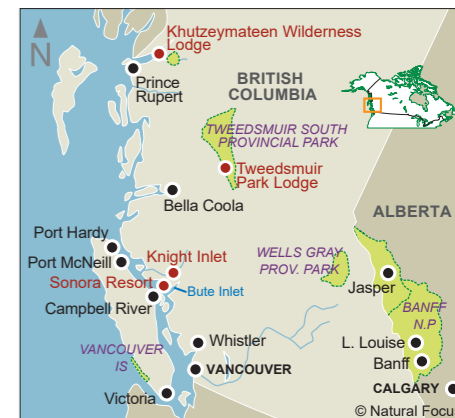 N
Khutzeymateen Wilderness
Lodge
Prince
Rupert
BRITISH
COLUMBIA
TWEEDSMUIR SOUTH
PROVINCIAL PARK
Tweedsmuir
Park Lodge
Bella Coola
ALBERTA
Port Hardy
Port McNeill
Knight Inlet
WELLS GRAY
PROV. PARK
Sonora Resort
Bute Inlet
Jasper
Campbell River
BANFF
N.P
VANCOUVER
IS
Whistler
L. Louise
VANCOUVER
Banff
Victoria
CALGARY
© Natural Focu